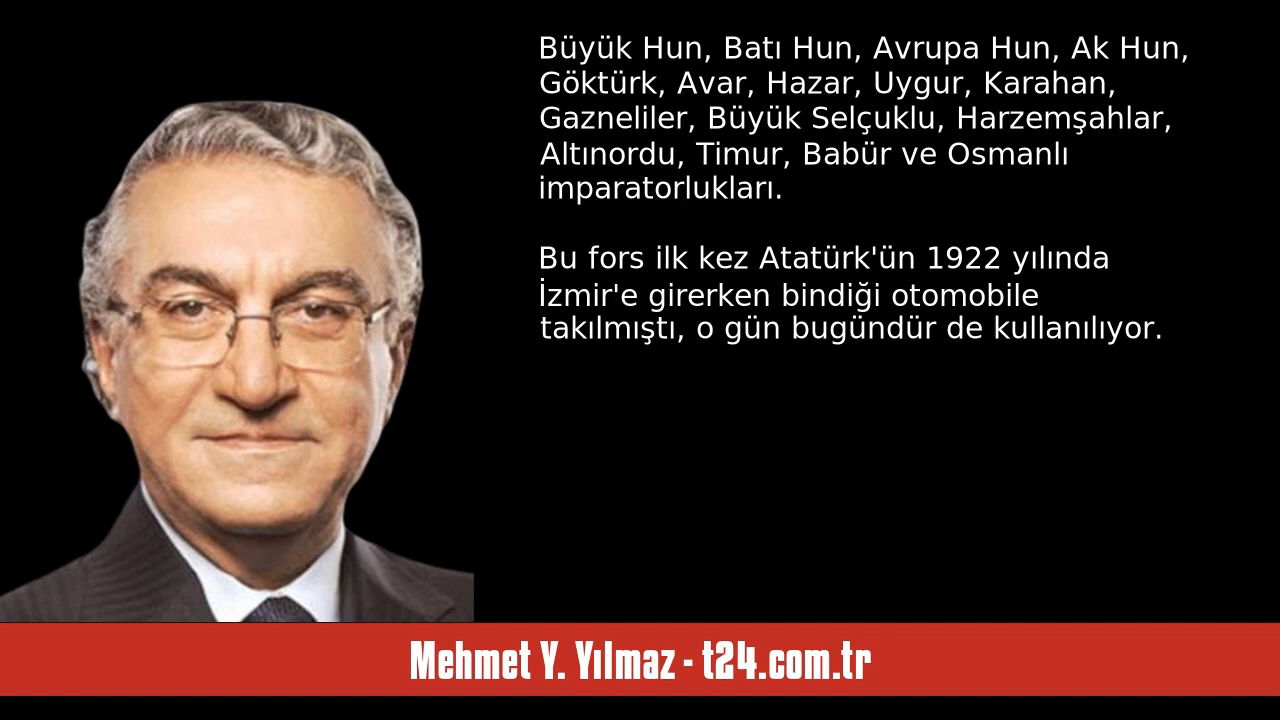 Büyük Hun, Batı Hun, Avrupa Hun, Ak Hun,
Göktürk, Avar, Hazar, Uygur, Karahan,
Gazneliler, Büyük Selçuklu, Harzemşahlar,
Altınordu, Timur, Babür ve Osmanlı
imparatorlukları.
Bu fors ilk kez Atatürk'ün 1922 yılında
İzmir'e girerken bindiği otomobile
takılmıştı, o gün bugündür de kullanılıyor.
Mehmet Y. Yılmaz - t24.com.tr